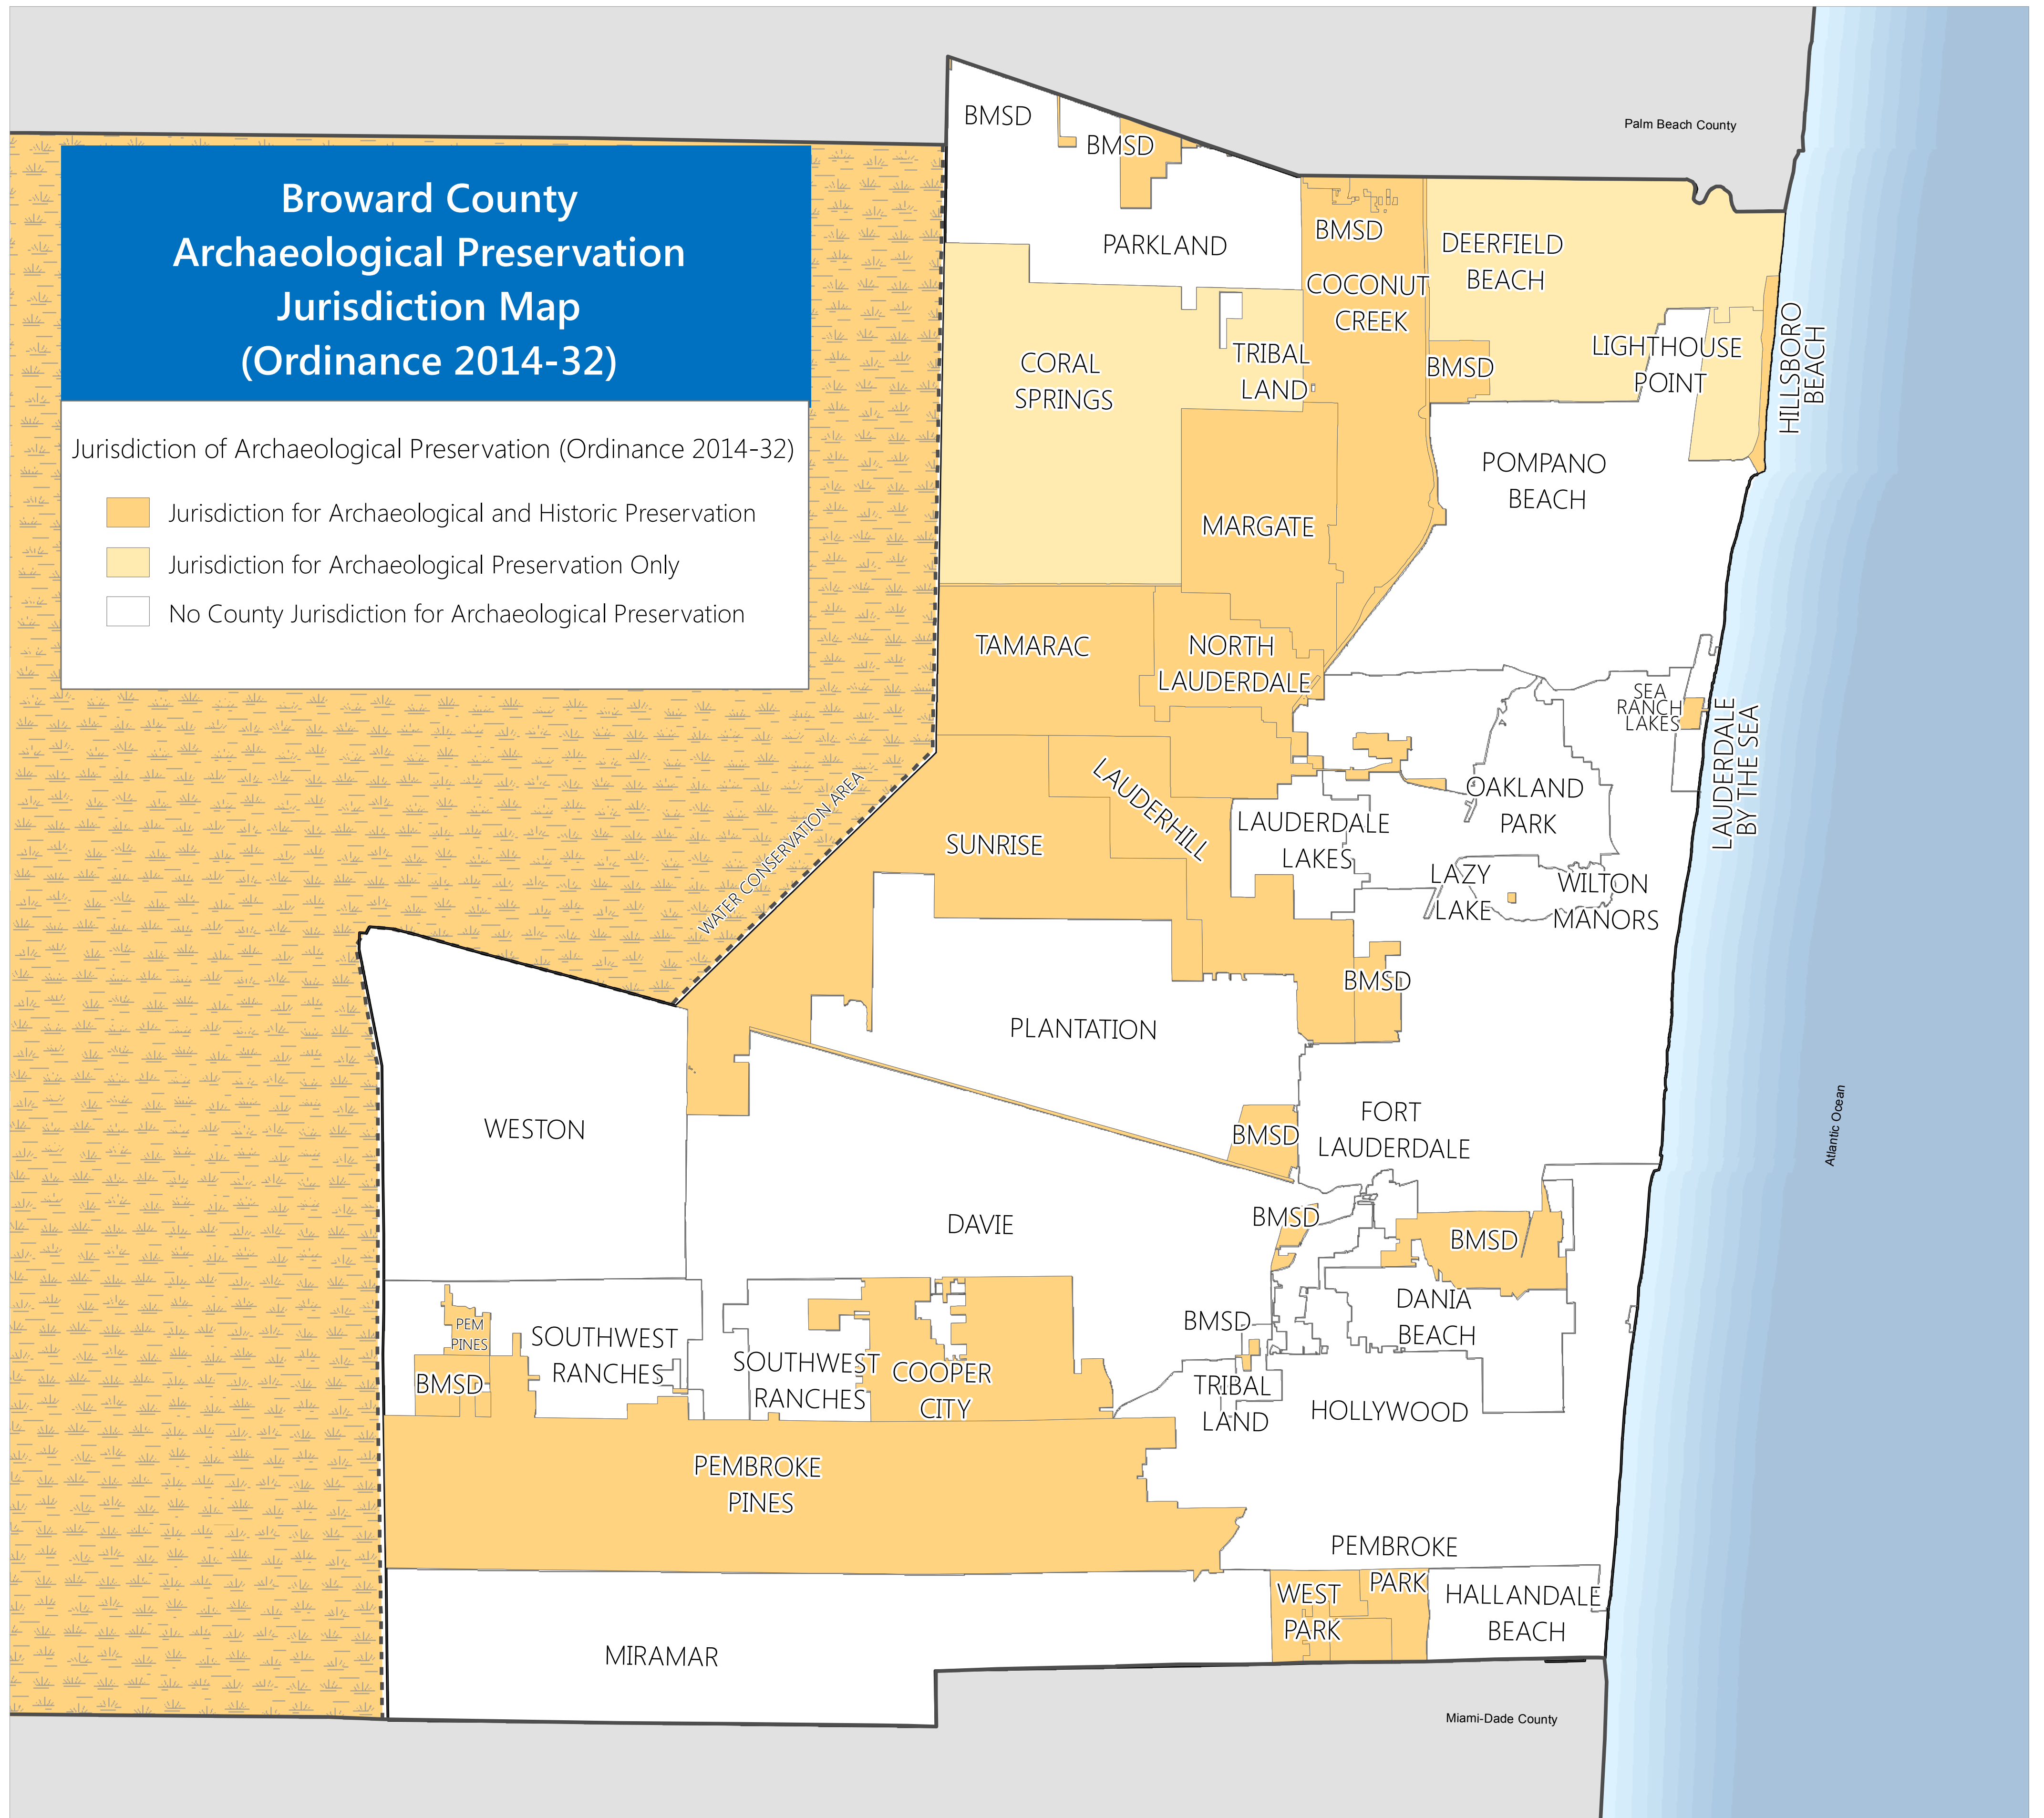 Broward County
Archaeological Preservation
Jurisdiction Map
(Ordinance 2014-32)
Jurisdiction of Archaeological Preservation (Ordinance 2014-32)
Jurisdiction for Archaeological and Historic Preservation
Jurisdiction for Archaeological Preservation Only
No County Jurisdiction for Archaeological Preservation
Palm Beach County
BMSD
BMSD
PARKLAND
BMSD
COCONUT
CREEK
DEERFIELD
BEACH
BMSD
LIGHTHOUSE
POINT
HILLSBORO
BEACH
CORAL
SPRINGS
TRIBAL
LAND
POMPANO
BEACH
MARGATE
TAMARAC
NORTH
LAUDERDALE
SEA
RANCH
LAKES
LAUDERDALE
BY THE SEA
WATER CONSERVATION AREA
SUNRISE
LAUDERHILL
LAUDERDALE
LAKES
OAKLAND
PARK
LAZY
LAKE
WILTON
MANORS
BMSD
PLANTATION
WESTON
BMSD
FORT
LAUDERDALE
Atlantic Ocean
DAVIE
BMSD
BMSD
DANIA
BEACH
BMSD
PEM
PINES
BMSD
SOUTHWEST
RANCHES
SOUTHWEST
RANCHES
COOPER
CITY
TRIBAL
LAND
HOLLYWOOD
PEMBROKE
PINES
PEMBROKE
PARK
WEST
PARK
HALLANDALE
BEACH
MIRAMAR
Miami-Dade County